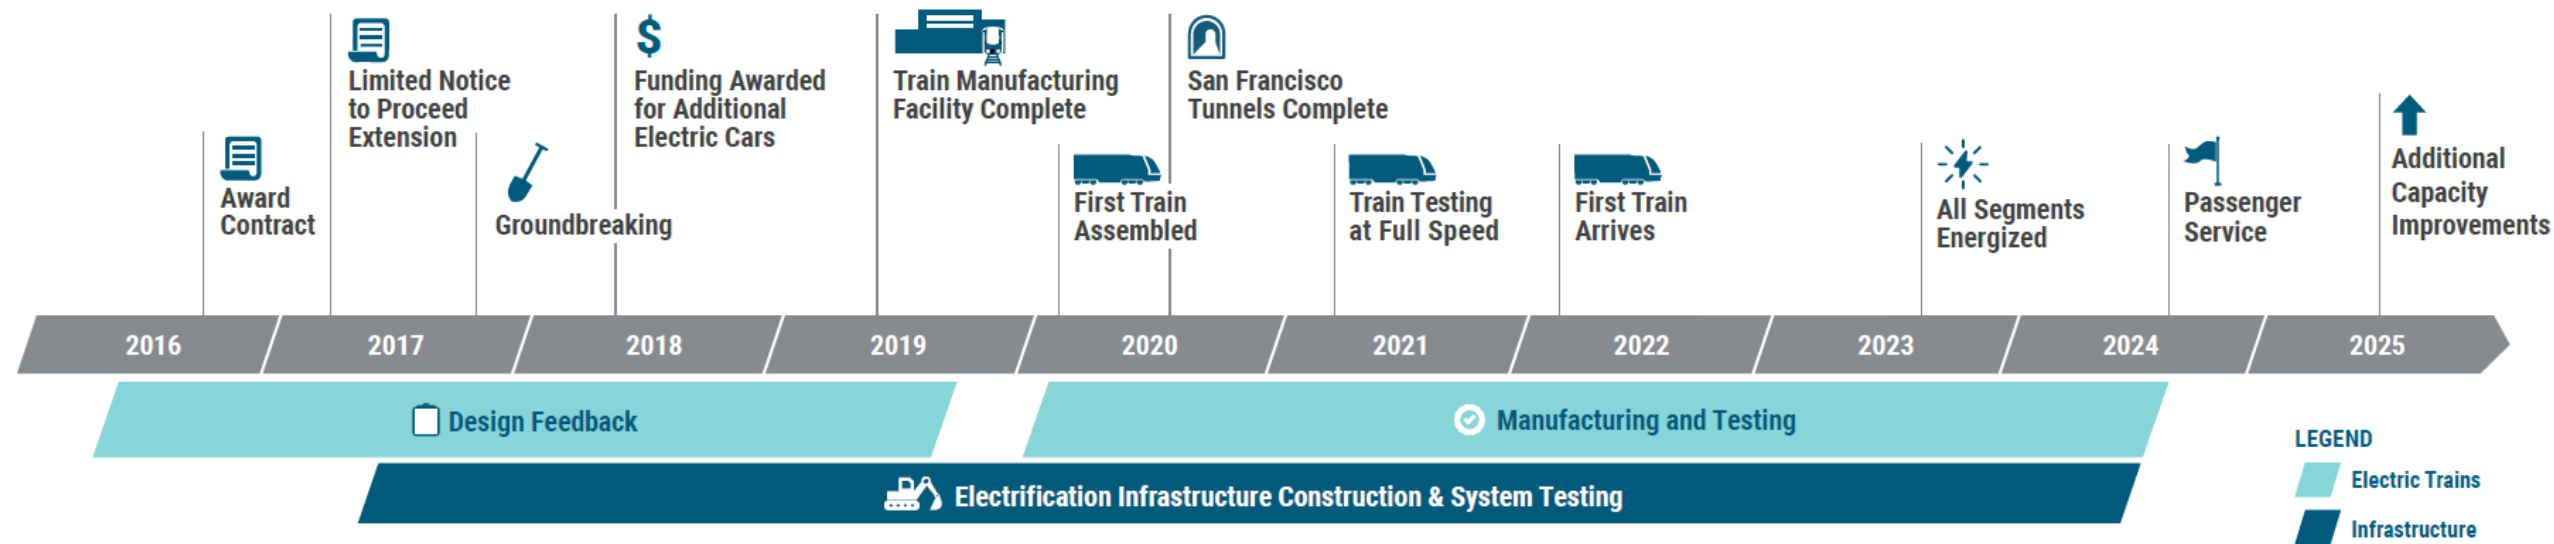 Limited Notice
to Proceed
Extension
Funding Awarded
for Additional
Electric Cars
Train Manufacturing
Facility Complete
San Francisco
Tunnels Complete
Award
Contract
Groundbreaking
First Train
Assembled
Train Testing
at Full Speed
First Train
Arrives
All Segments
Energized
Passenger
Service
Additional
Capacity
Improvements
2016
2017
2018
2019
2020
2021
2022
2023
2024
2025
Design Feedback
Manufacturing and Testing
Electrification Infrastructure Construction & System Testing
LEGEND
Electric Trains
Infrastructure